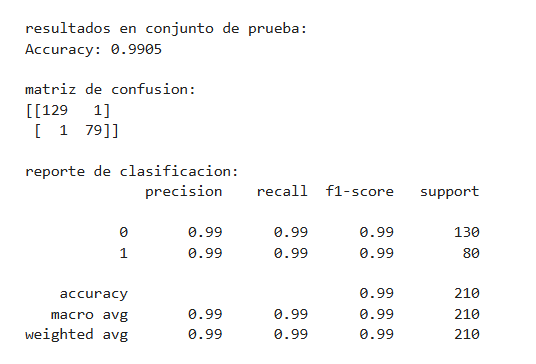 resultados en conjunto de prueba:
Accuracy: 0.9905
matriz de confusion:
[[129   1]
 [  1  79]]
reporte de clasificacion:
              precision    recall  f1-score   support
           0       0.99      0.99      0.99       130
           1       0.99      0.99      0.99        80
    accuracy                           0.99       210
   macro avg       0.99      0.99      0.99       210
weighted avg       0.99      0.99      0.99       210